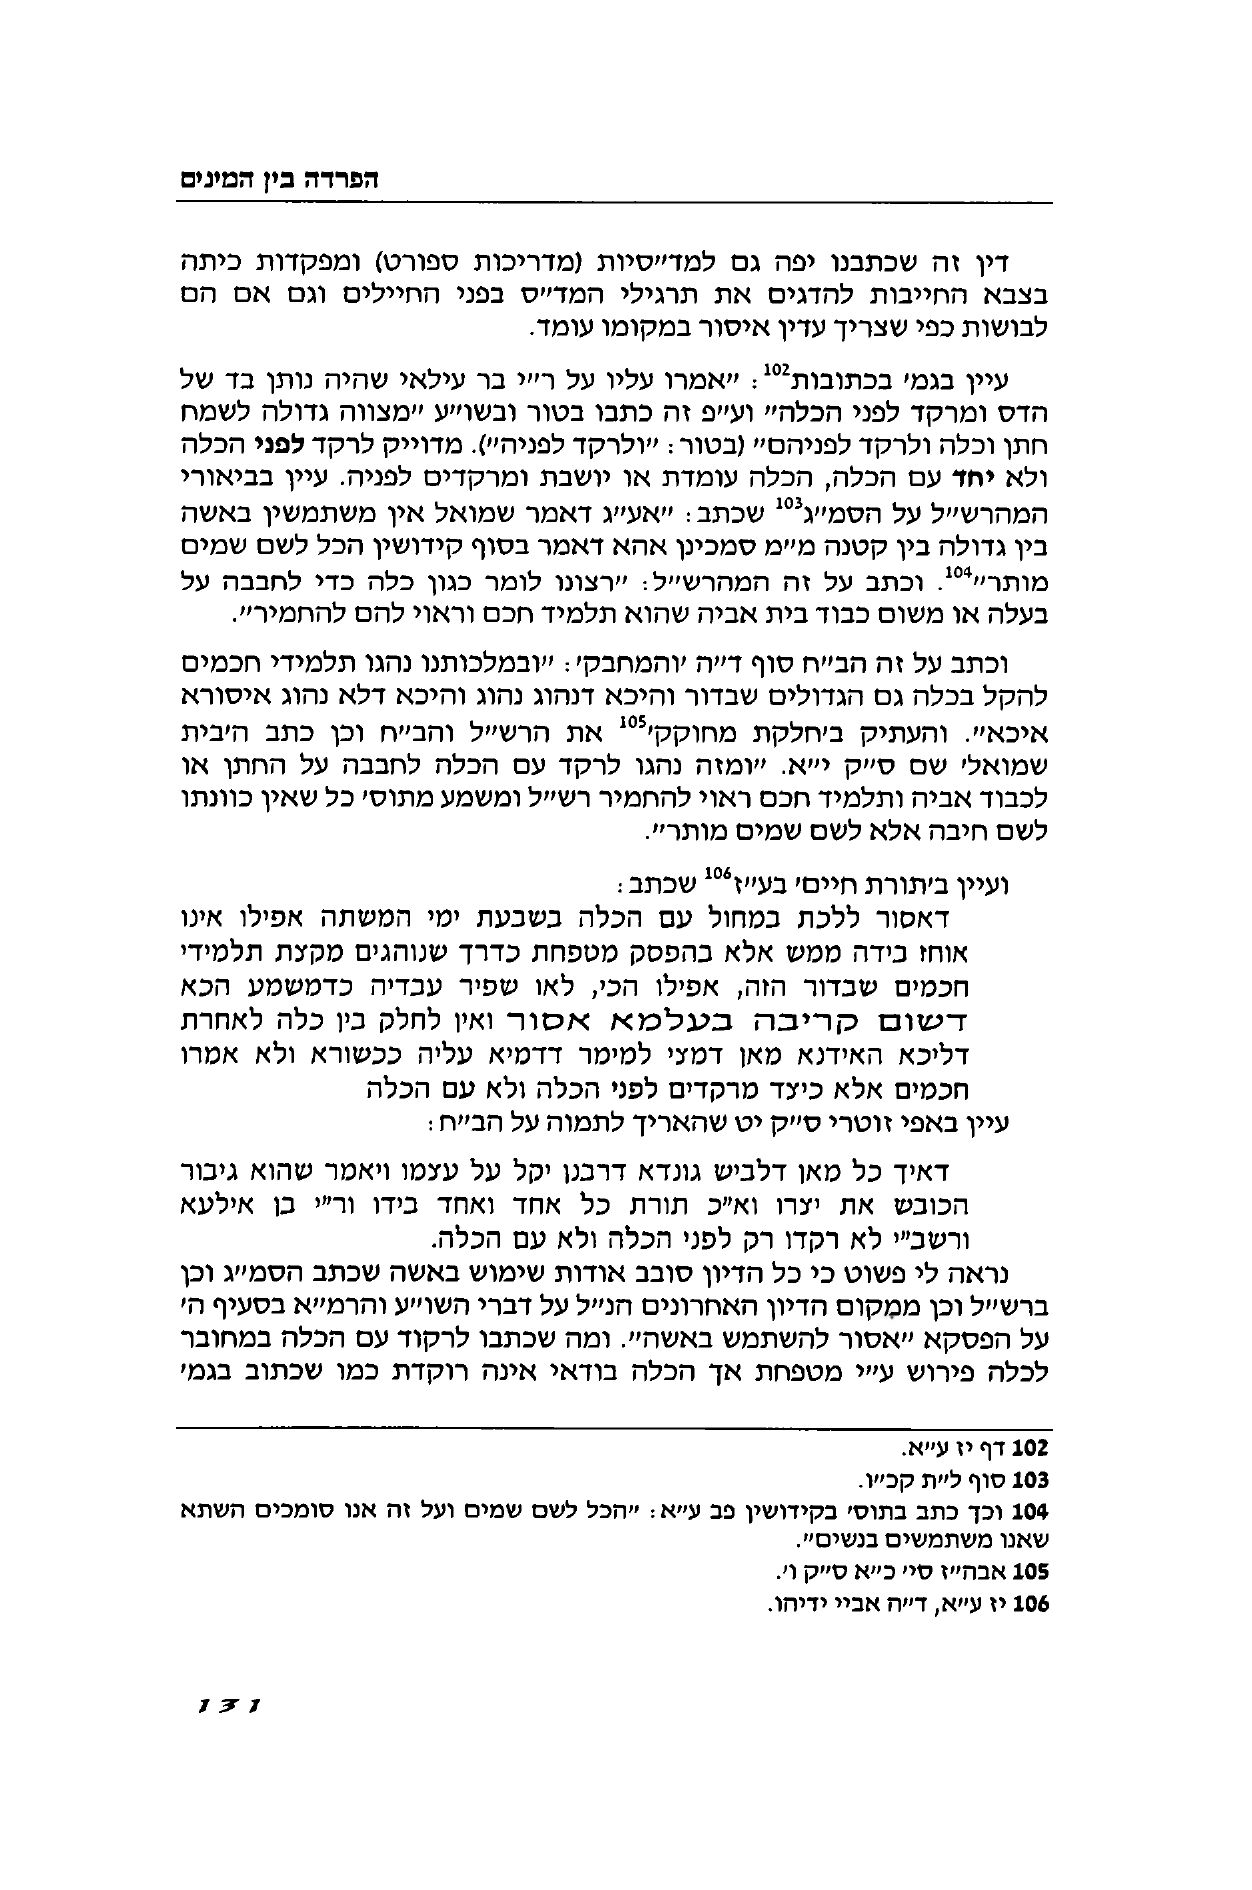 הפרדה בין המינים
דין זה שכתבנו יפה גם למד״סיות (מדריכות ספורט) ומפקדות כיתה
בצבא החייבות להדגים את תרגילי המד״ס בפני החיילים וגם אם הם
לבושות כפי שצריך עדין איסור במקומו עומד.
עיין בגמ׳ בכתובות102: ״אמרו עליו על ר״י בר עילאי שהיה נותן בד של
הדס ומרקד לפני הכלה״ ועי״פ זה כתבו בטור ובשו״ע ״מצווה גדולה לשמח
חתן וכלה ולרקד לפניהם״ (בטור: ״ולרקד לפניה״). מדוייק לרקד לפני הכלה
ולא יחד עם הכלה, הכלה עומדת או יושבת ומרקדים לפניה. עיין בביאורי
המהרש״ל על הסמ״ג103 שכתב: ״אע״ג דאמר שמואל אין משתמשין באשה
בין גדולה בין קטנה מ״מ סמכינן אהא דאמר בסוף קידושין הכל לשם שמים
מותר״104. וכתב על זה המהרש״ל: ״רצונו לומר כגון כלה כדי לחבבה על
בעלה או משום כבוד בית אביה שהוא תלמיד חכם וראוי להם להחמיר״.
וכתב על זה הב״ח סוף ד״ה ׳והמחבק׳: ״ובמלכותנו נהגו תלמידי חכמים
להקל בכלה גם הגדולים שבדור והיכא דנהוג נהוג והיכא דלא נהוג איסורא
איכא״. והעתיק ב׳חלקת מחוקק׳105 את הרש״ל והב״ח וכן כתב ה׳בית
שמואל׳ שם ס״ק י״א. ״ומזה נהגו לרקד עם הכלה לחבבה על החתן או
לכבוד אביה ותלמיד חכם ראוי להחמיר רש״ל ומשמע מתוס׳ כל שאין כוונתו
לשם חיבה אלא לשם שמים מותר״.
ועיין ב׳תורת חיים׳ בע״ז106 שכתב:
דאסור ללכת במחול עם הכלה בשבעת ימי המשתה אפילו אינו
אוחז בידה ממש אלא בהפסק מטפחת כדרך שנוהגים מקצת תלמידי
חכמים שבדור הזה, אפילו הכי, לאו שפיר עבדיה כדמשמע הכא
דשום קריבה בעלמא אסור ואין לחלק בין כלה לאחרת
דליכא האידנא מאן דמצי למימר דדמיא עליה ככשורא ולא אמרו
חכמים אלא כיצד מרקדים לפני הכלה ולא עם הכלה
עיין באפי זוטרי ס״ק יט שהאריך לתמוה על הב״ח:
דאיך כל מאן דלביש גונדא דרבנן יקל על עצמו ויאמר שהוא גיבור
הכובש את יצרו וא״כ תורת כל אחד ואחד בידו ור״י בן אילעא
ורשב״י לא רקדו רק לפני הכלה ולא עם הכלה.
נראה לי פשוט כי כל הדיון סובב אודות שימוש באשה שכתב הסמ״ג וכן
ברש״ל וכן ממקום הדיון האחרונים הנ״ל על דברי השו״ע והרמ״א בסעיף ה׳
על הפסקא ״אסור להשתמש באשה״. ומה שכתבו לרקוד עם הכלה במחובר
לכלה פירוש ע״י מטפחת אך הכלה בודאי אינה רוקדת כמו שכתוב בגמ׳
102 דף יז ע״א.
103 סוף ל״ת קכ״ו.
104 וכך כתב בתוס׳ בקידושין פב ע״א: ״הכל לשם שמים ועל זה אנו סומכים השתא
שאנו משתמשים בנשים״.
105 אבה״ז סי׳ כ״א ס״ק ו׳.
106 יז ע״א, ד״ה אביי ידיהו.
131